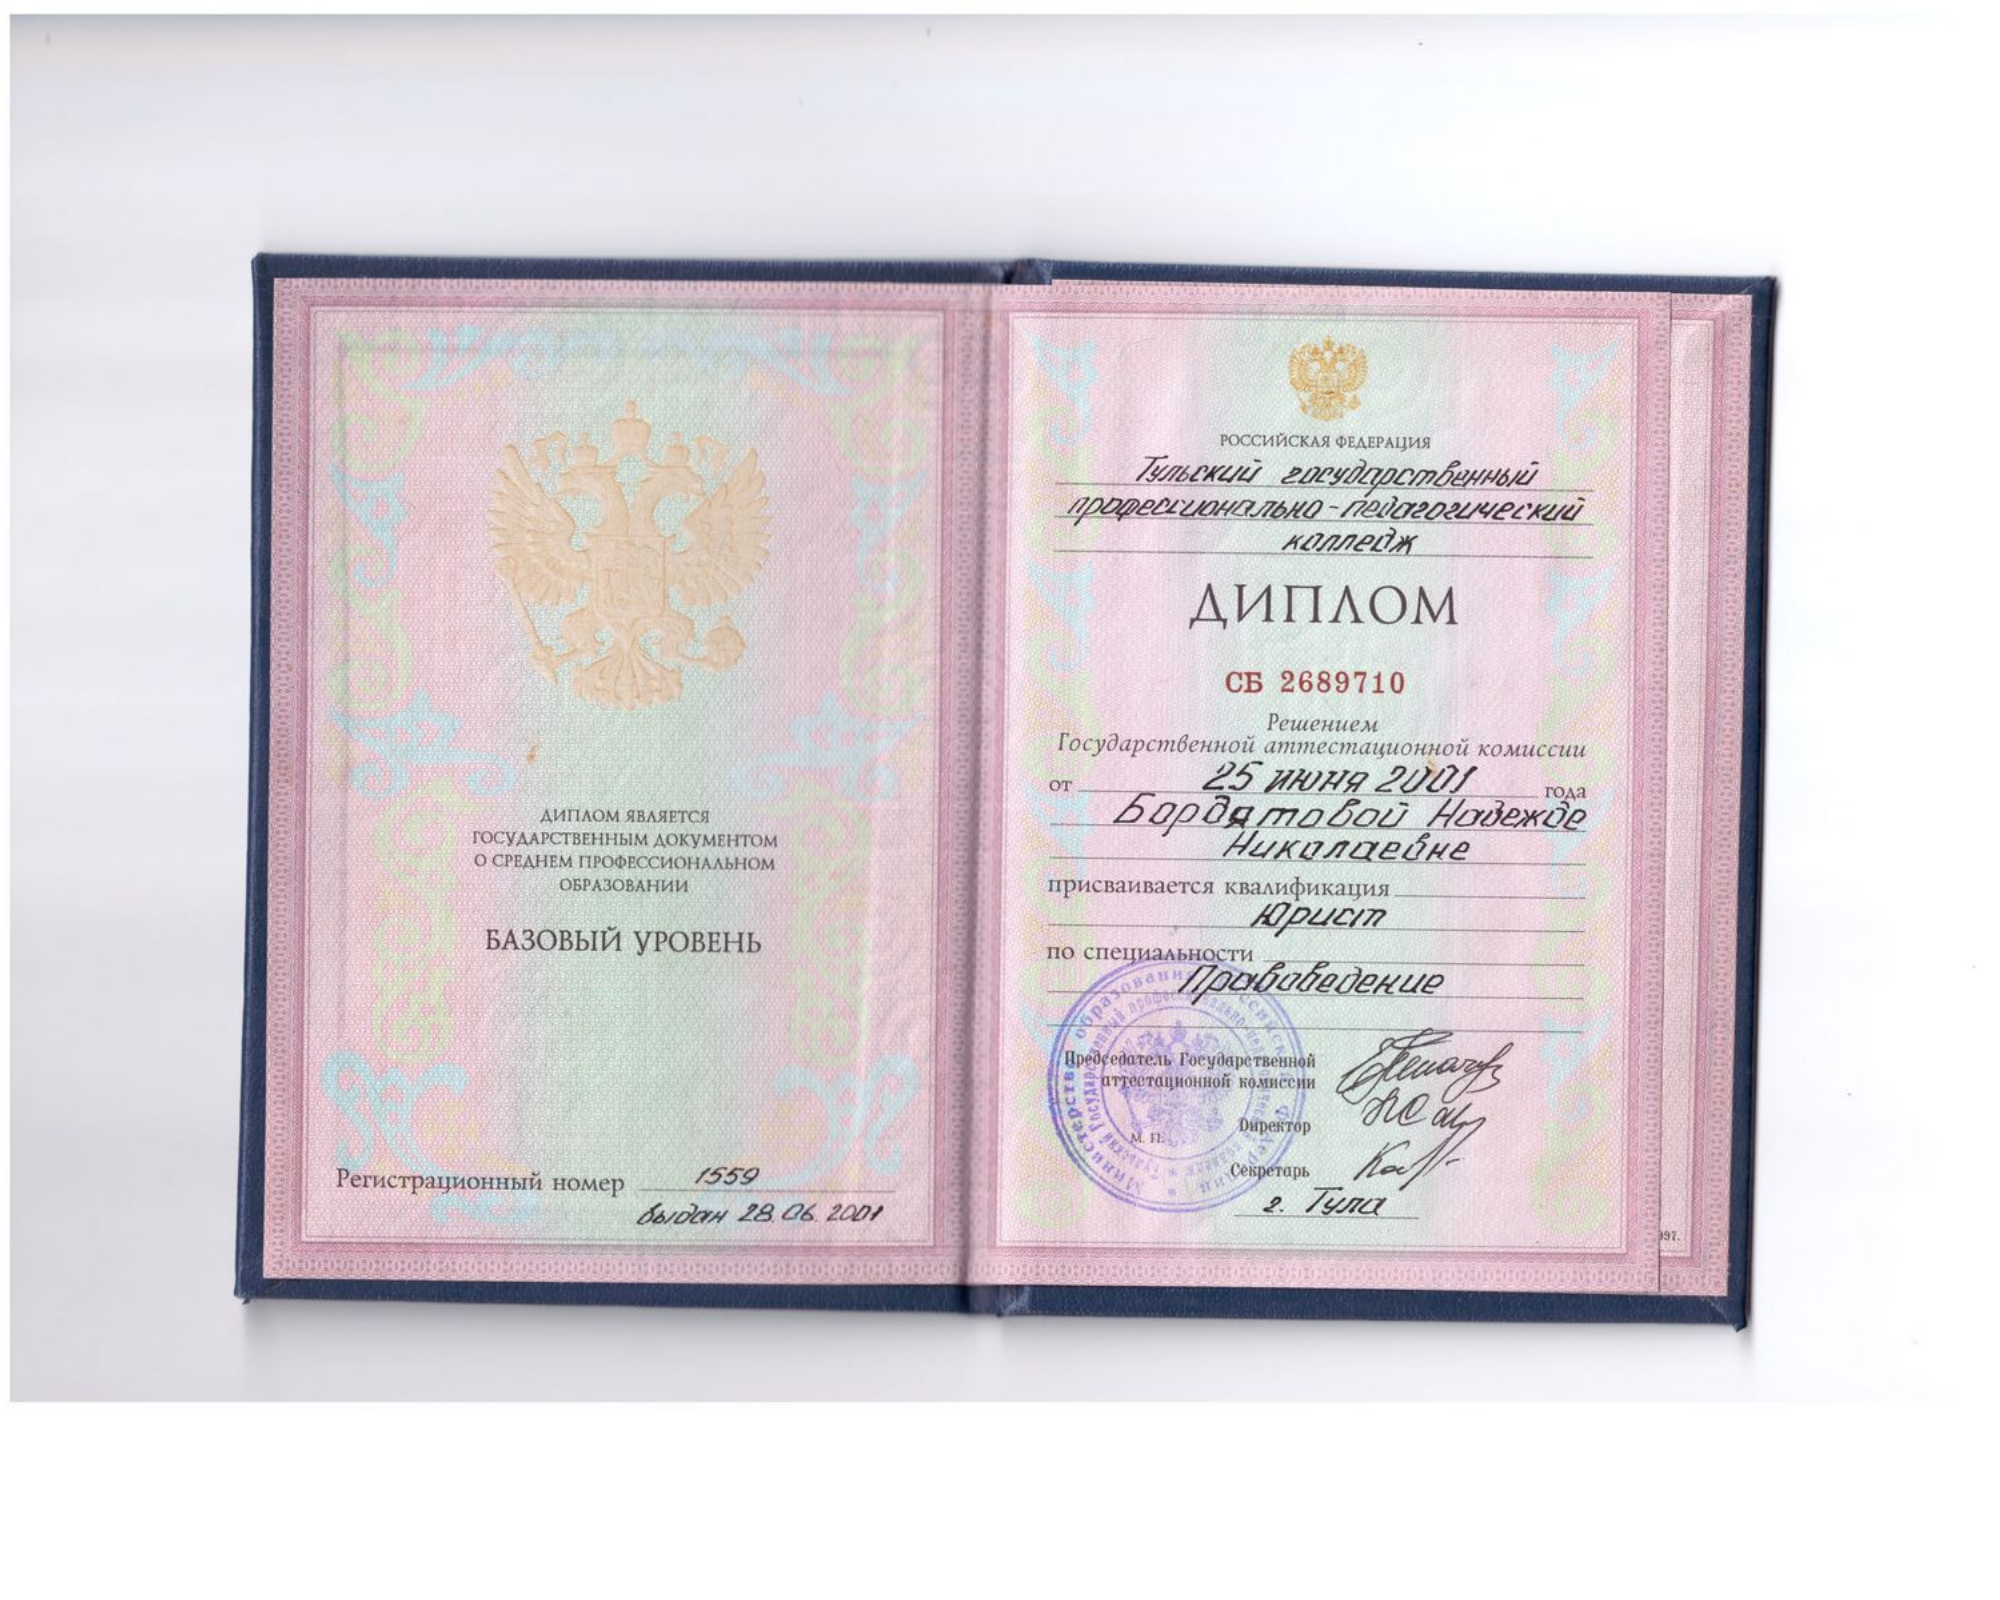 ДИПЛОМ ЯВЛЯЕТСЯ
ГОСУДАРСТВЕННЫМ ДОКУМЕНТОМ
О СРЕДНЕМ ПРОФЕССИОНАЛЬНОМ
ОБРАЗОВАНИИ
БАЗОВЫЙ УРОВЕНЬ
Регистрационный номер 1559
выдан 28.06.2001
РОССИЙСКАЯ ФЕДЕРАЦИЯ
Тульский государственный
профессионально-педагогический
колледж
ДИПЛОМ
СБ 2689710
Решением
Государственной аттестационной комиссии
от 25 июня 2001 года
Бордятовой Надежде
Николаевне
присваивается квалификация
Юрист
по специальности
Правоведение
Председатель Государственной
аттестационной комиссии
Директор
М. П.
Секретарь
г. Тула